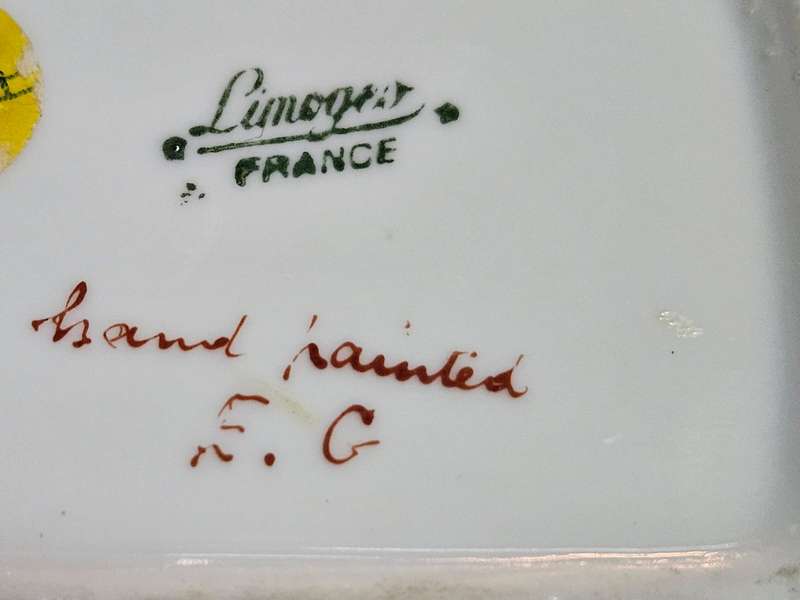 Limoges
FRANCE
hand painted
E. G